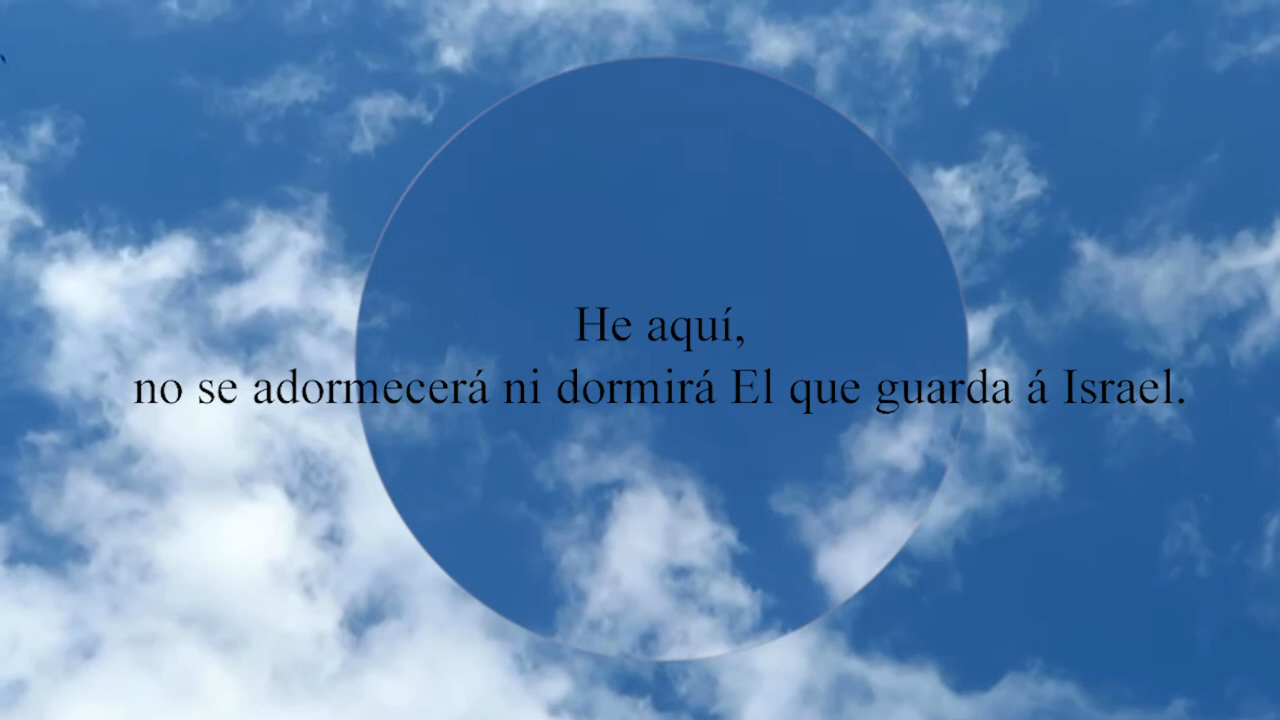 He aquí,
no se adormecerá ni dormirá El que guarda á Israel.